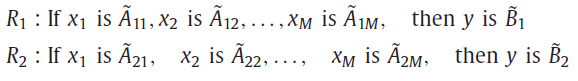 R₁ : If x₁ is Ã₁₁, x₂ is Ã₁₂, . . . , x_M is Ã₁M, then y is B̃₁
R₂ : If x₁ is Ã₂₁, x₂ is Ã₂₂, . . . , x_M is Ã₂M, then y is B̃₂